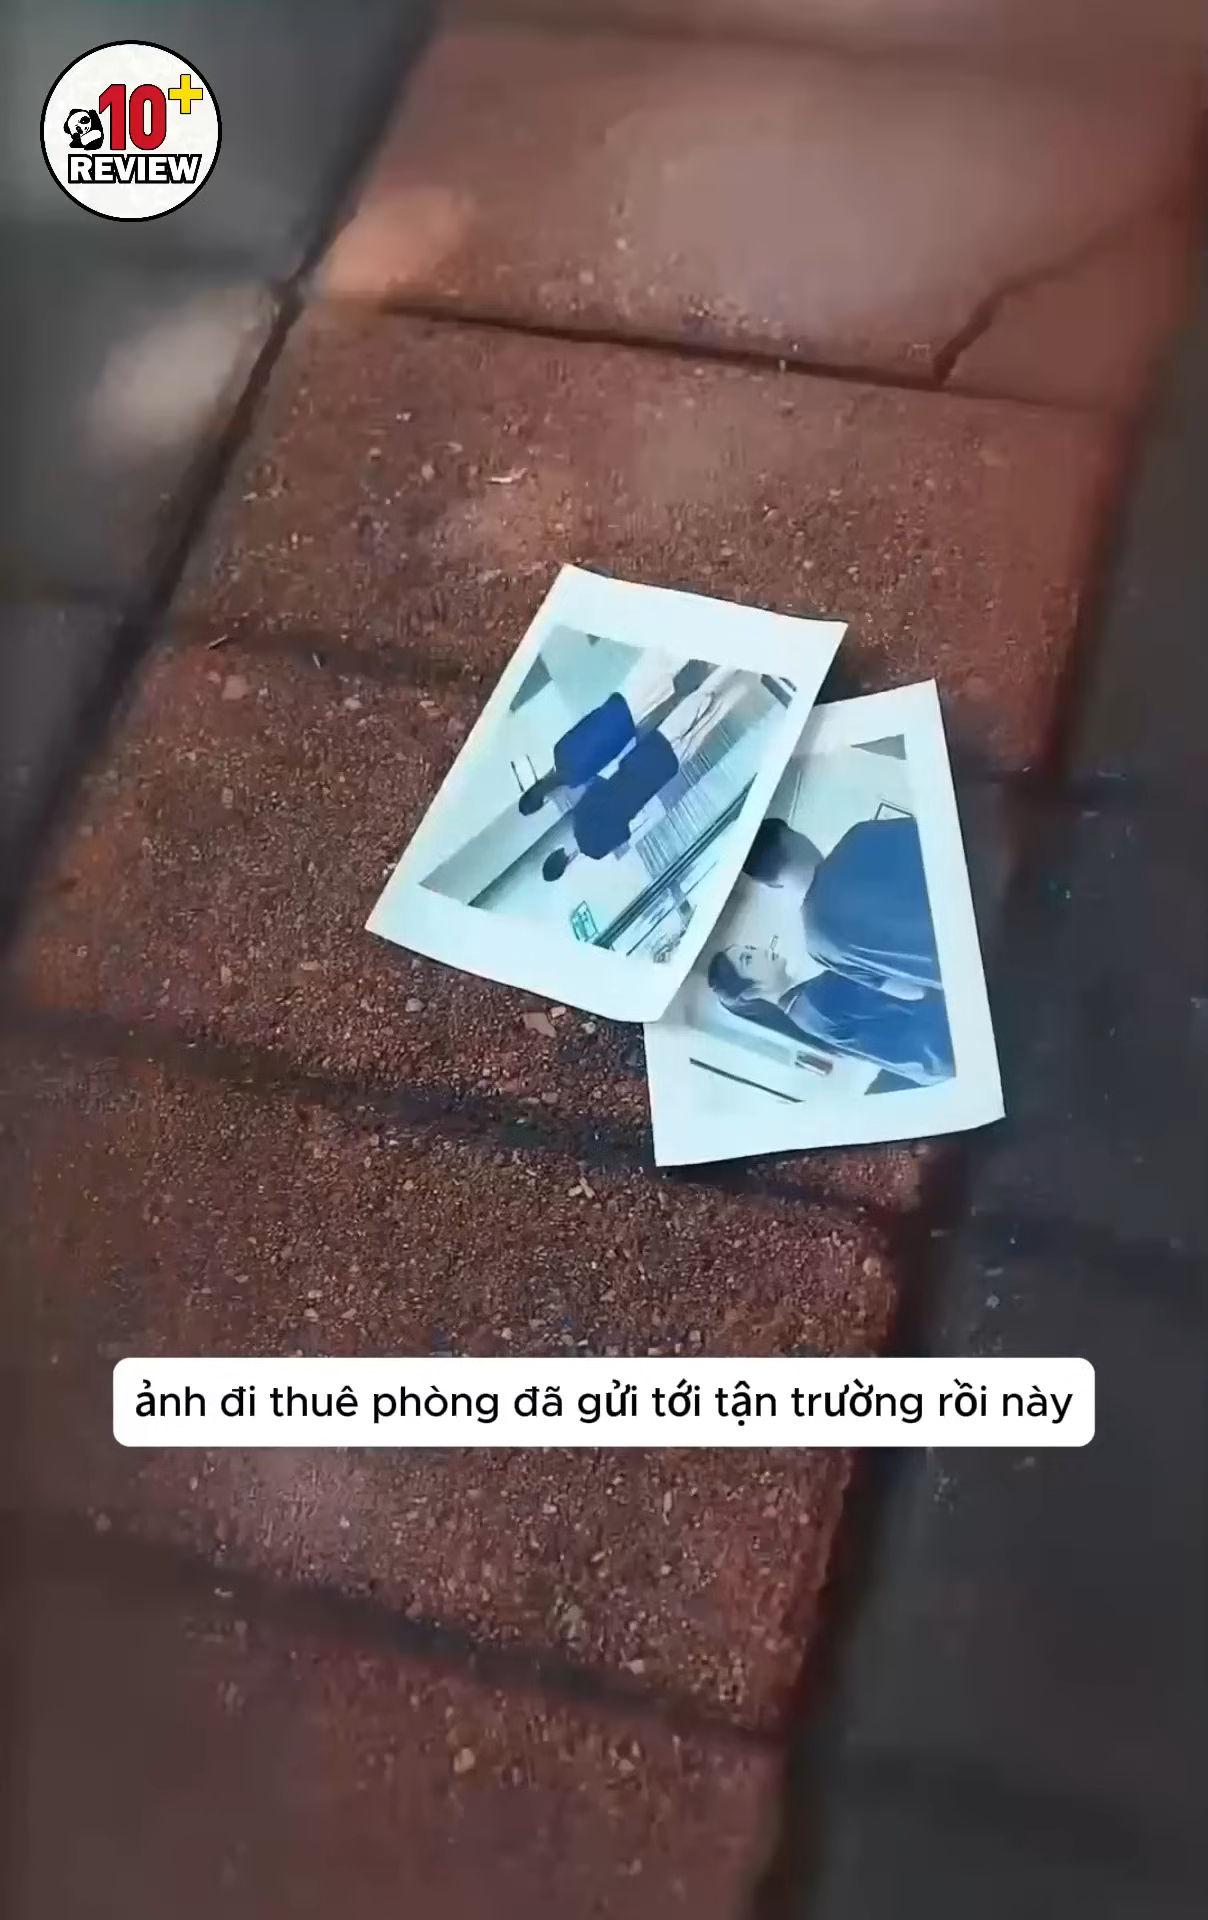 10+
REVIEW
ảnh đi thuê phòng đã gửi tới tận trường rồi này